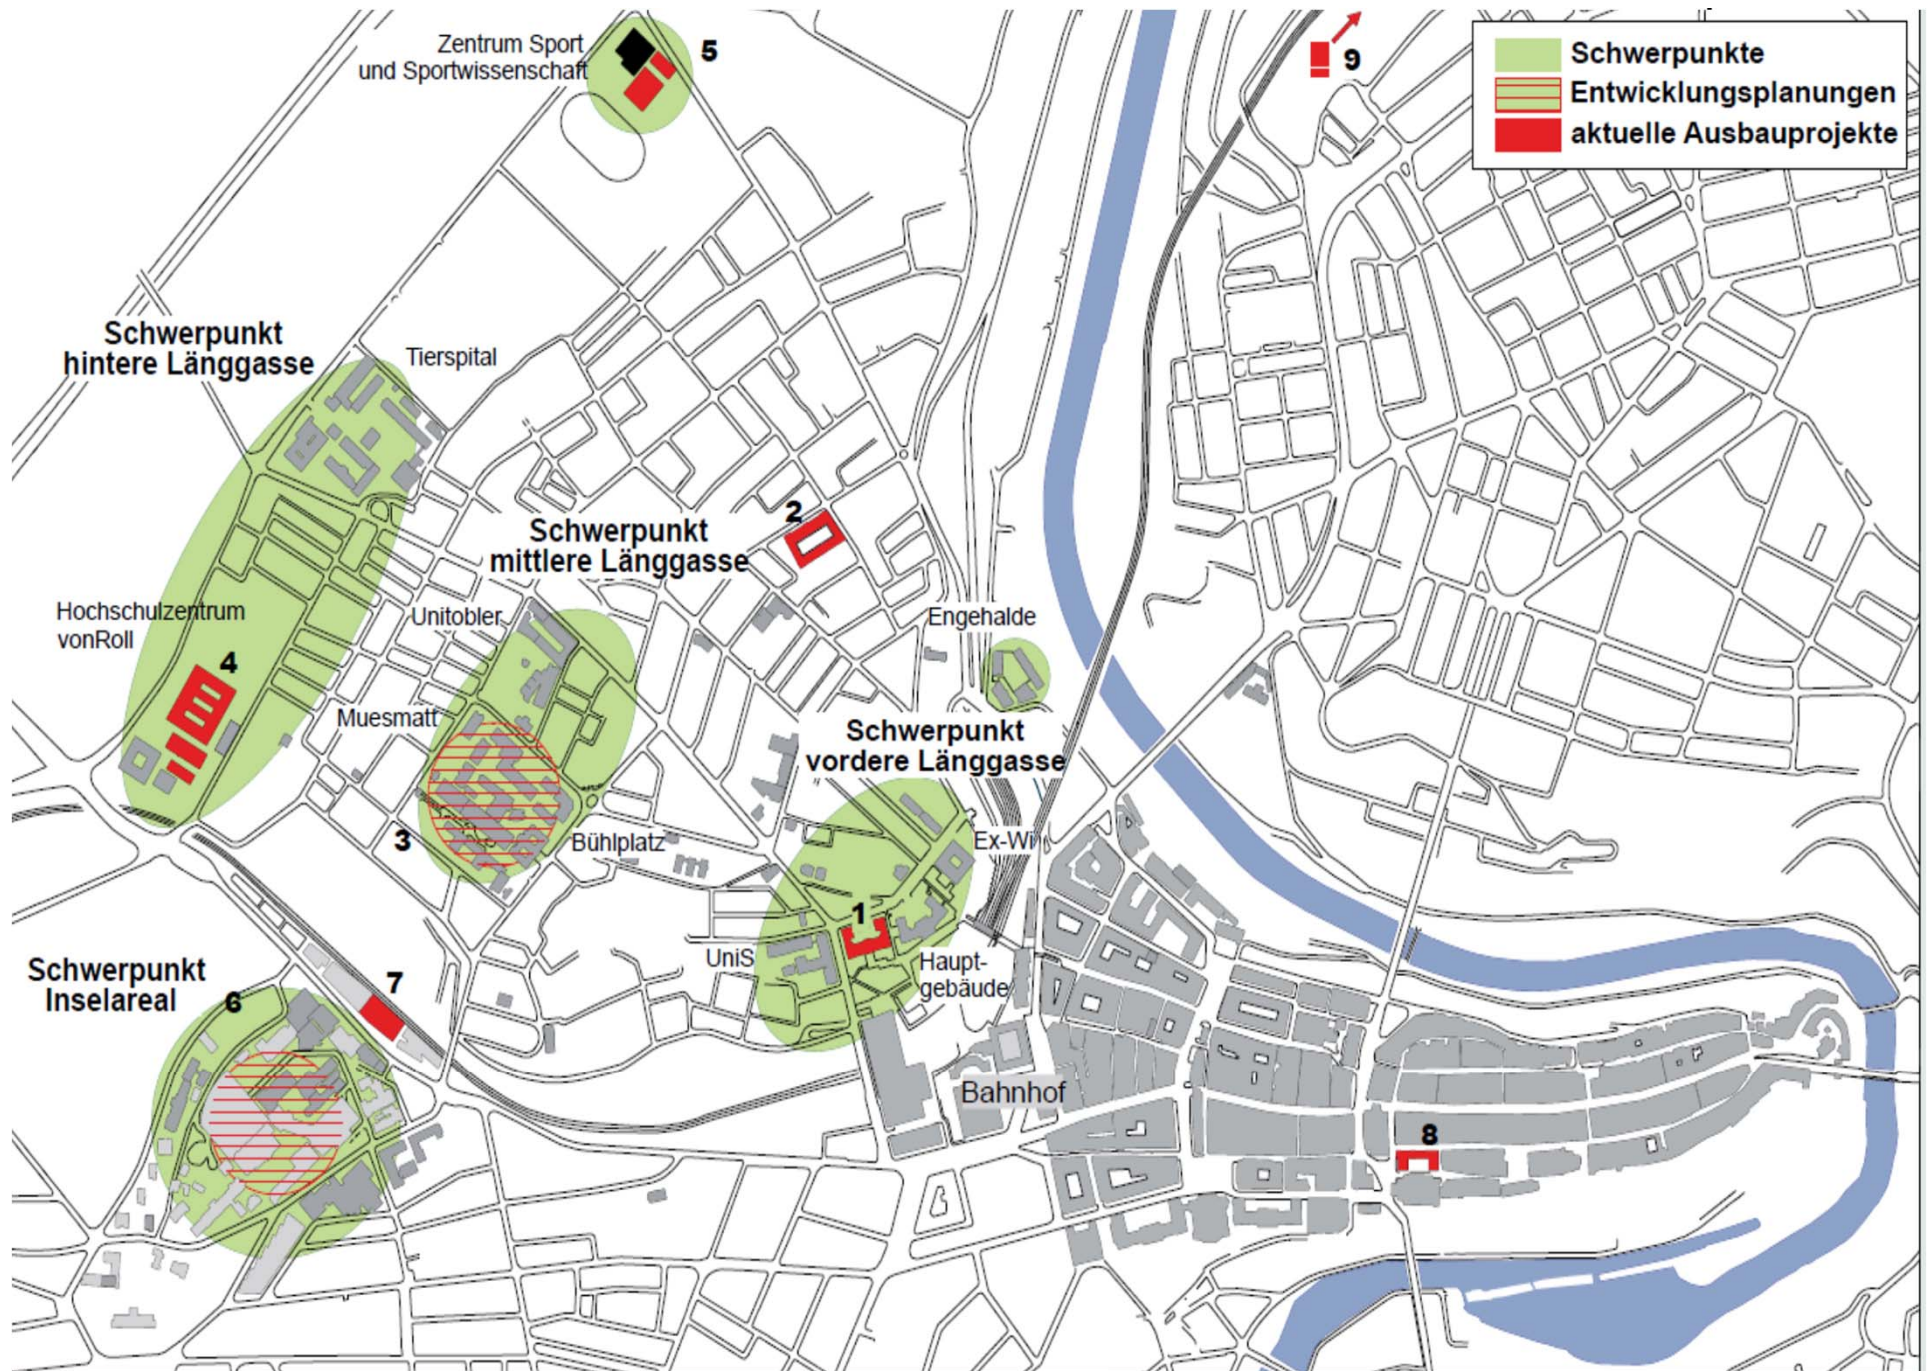 Zentrum Sport
und Sportwissenschaft
5
9
Schwerpunkte
Entwicklungsplanungen
aktuelle Ausbauprojekte
Schwerpunkt
hintere Länggasse
Tierspital
2
Schwerpunkt
mittlere Länggasse
Hochschulzentrum
vonRoll
4
Unitobler
Engehalde
Muesmatt
3
Bühlplatz
Schwerpunkt
vordere Länggasse
Ex-Wi
1
UniS
Haupt-
gebäude
Schwerpunkt
Inselareal
6
7
Bahnhof
8